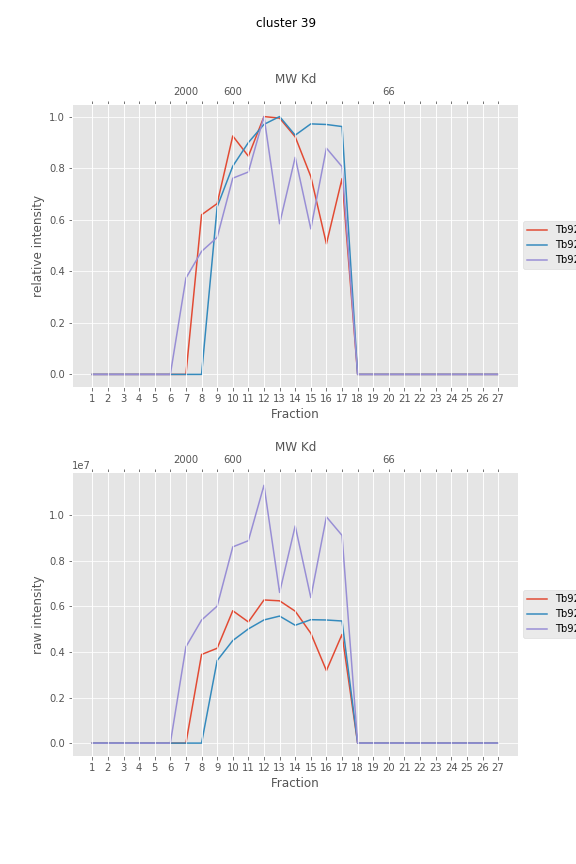 cluster 39
MW Kd
2000 600 66
1.0
0.8
0.6
0.4
0.2
0.0
relative intensity
Tb92
Tb92
Tb92
1 2 3 4 5 6 7 8 9 10 11 12 13 14 15 16 17 18 19 20 21 22 23 24 25 26 27
Fraction
MW Kd
2000 600 66
1e7
1.0
0.8
0.6
0.4
0.2
0.0
raw intensity
Tb92
Tb92
Tb92
1 2 3 4 5 6 7 8 9 10 11 12 13 14 15 16 17 18 19 20 21 22 23 24 25 26 27
Fraction